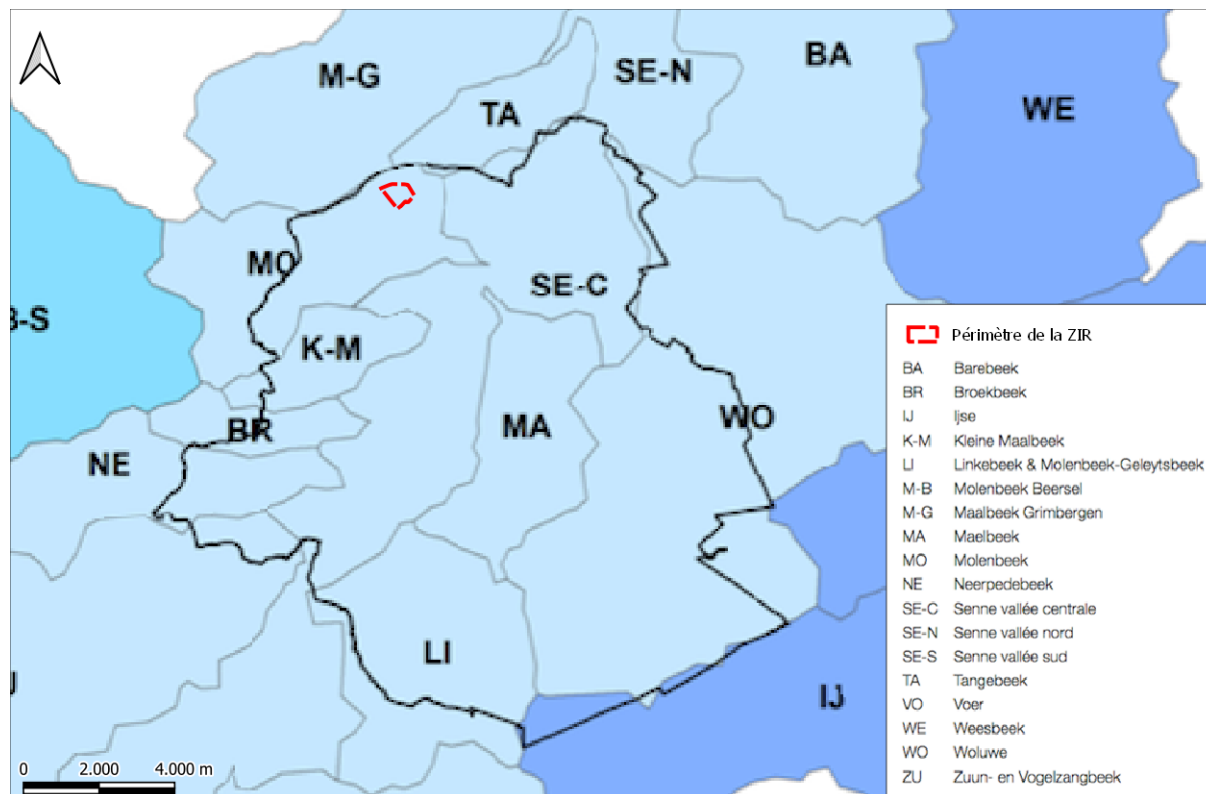 M-G
TA
SE-N
BA
WE
MO
SE-C
K-M
BR
MA
WO
NE
LI
IJ
0 2.000 4.000 m
Périmètre de la ZIR
BA Barebeek
BR Broekbeek
IJ Ijse
K-M Kleine Maalbeek
LI Linkebeek & Molenbeek-Geleytsbeek
M-B Molenbeek Beersel
M-G Maalbeek Grimbergen
MA Maelbeek
MO Molenbeek
NE Neerpedebeek
SE-C Senne vallée centrale
SE-N Senne vallée nord
SE-S Senne vallée sud
TA Tangebeek
VO Voer
WE Weesbeek
WO Woluwe
ZU Zuun- en Vogelzangbeek